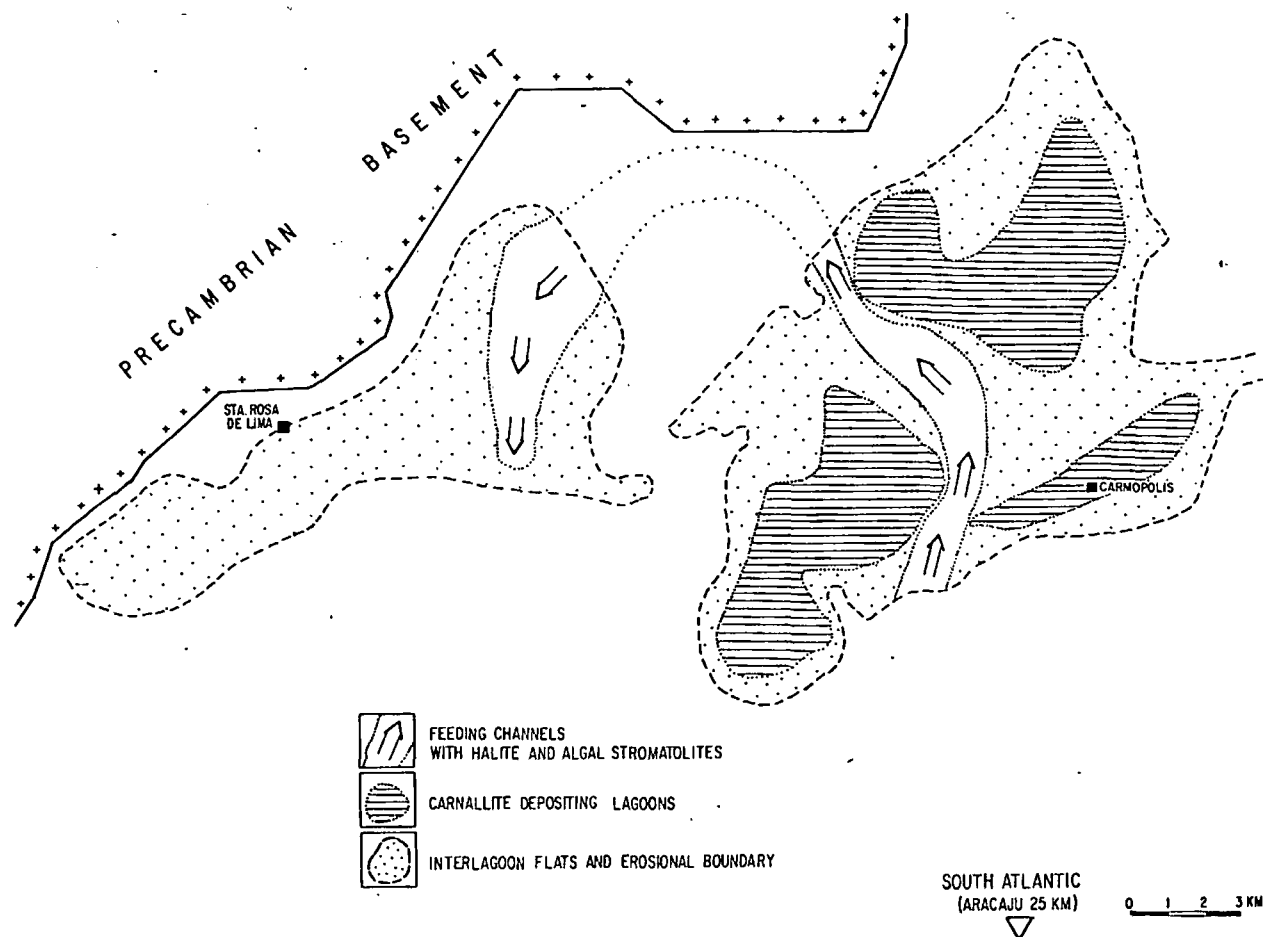 PRECAMBRIAN BASEMENT
STA. ROSA
DE LIMA
CARMOPOLIS
FEEDING CHANNELS
WITH HALITE AND ALGAL STROMATOLITES
CARNALLITE DEPOSITING LAGOONS
INTERLAGOON FLATS AND EROSIONAL BOUNDARY
SOUTH ATLANTIC
(ARACAJU 25 KM)
0 1 2 3 KM